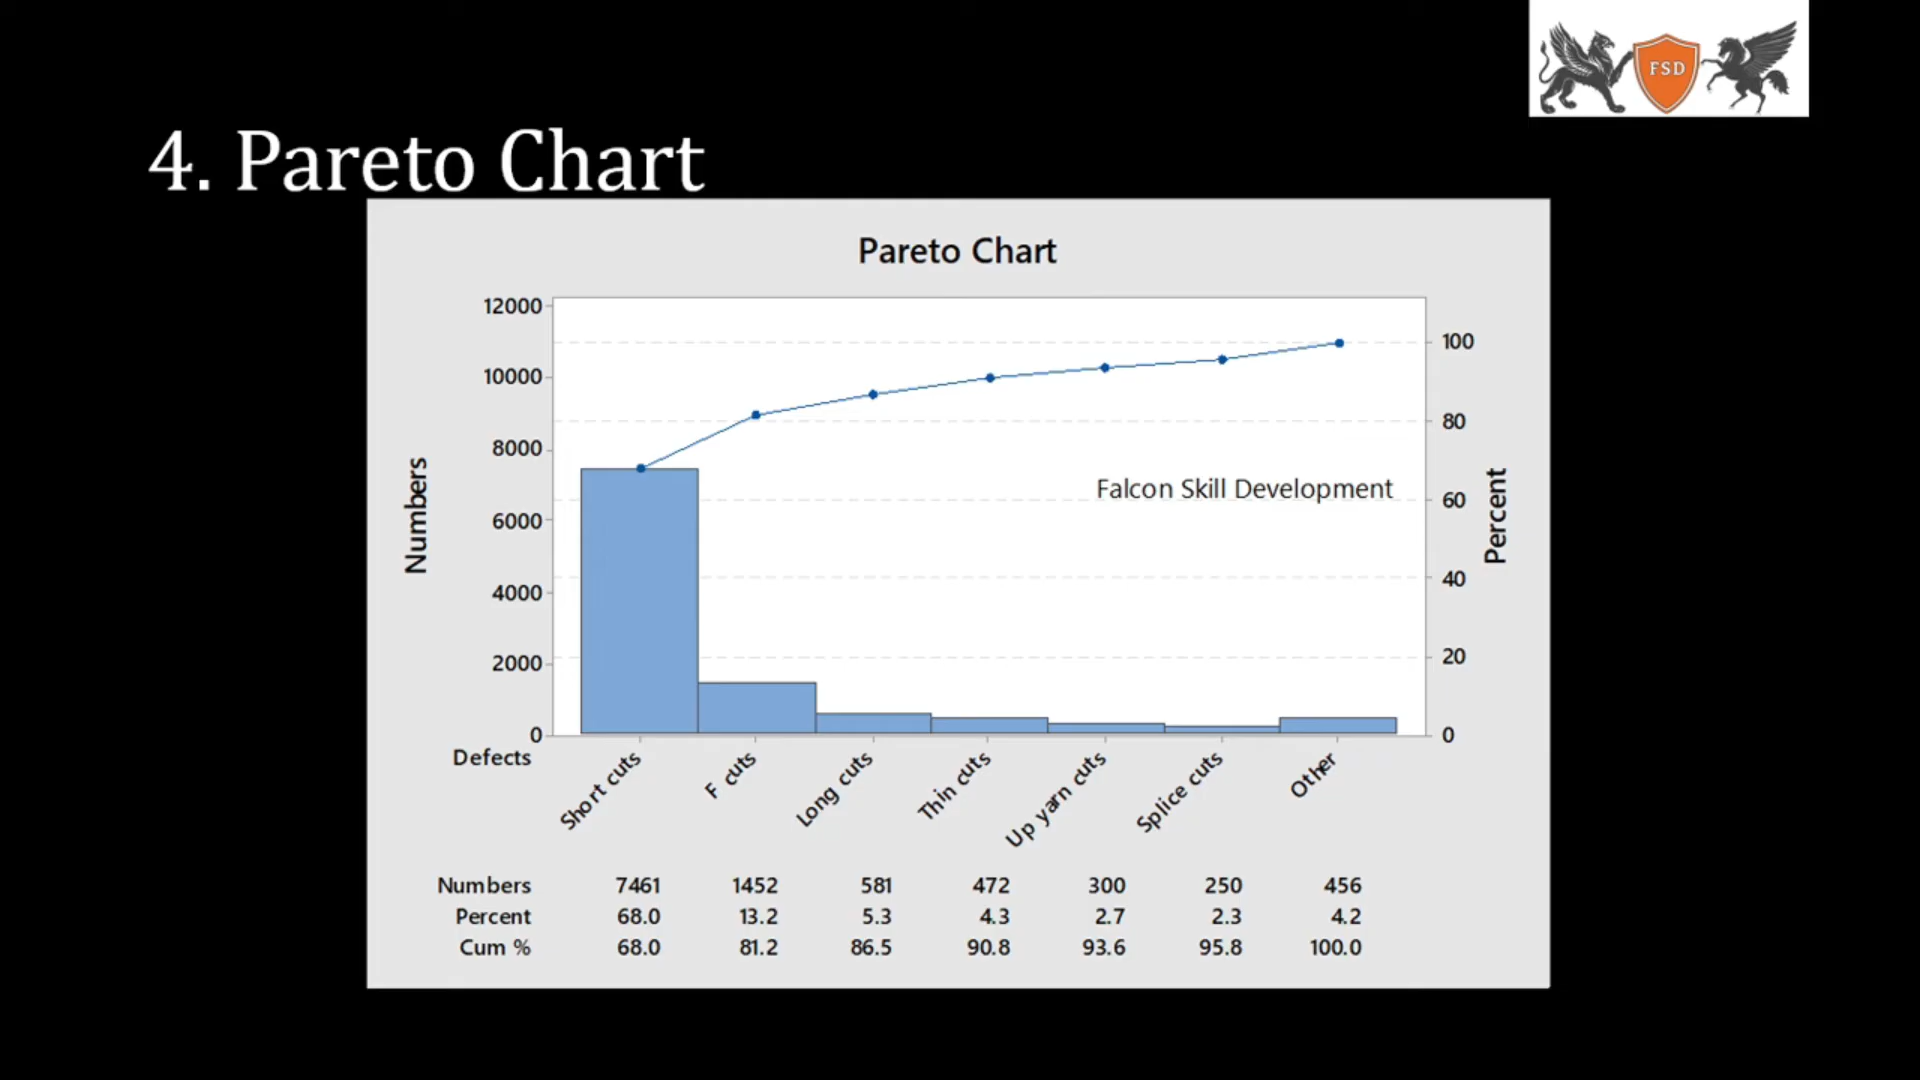 FSD
4. Pareto Chart
Pareto Chart
12000
10000
8000
6000
4000
2000
0
Numbers
100
80
60
40
20
0
Percent
Falcon Skill Development
Defects
Short cuts
F cuts
Long cuts
Thin cuts
Up yarn cuts
Splice cuts
Other
Numbers 7461 1452 581 472 300 250 456
Percent 68.0 13.2 5.3 4.3 2.7 2.3 4.2
Cum % 68.0 81.2 86.5 90.8 93.6 95.8 100.0